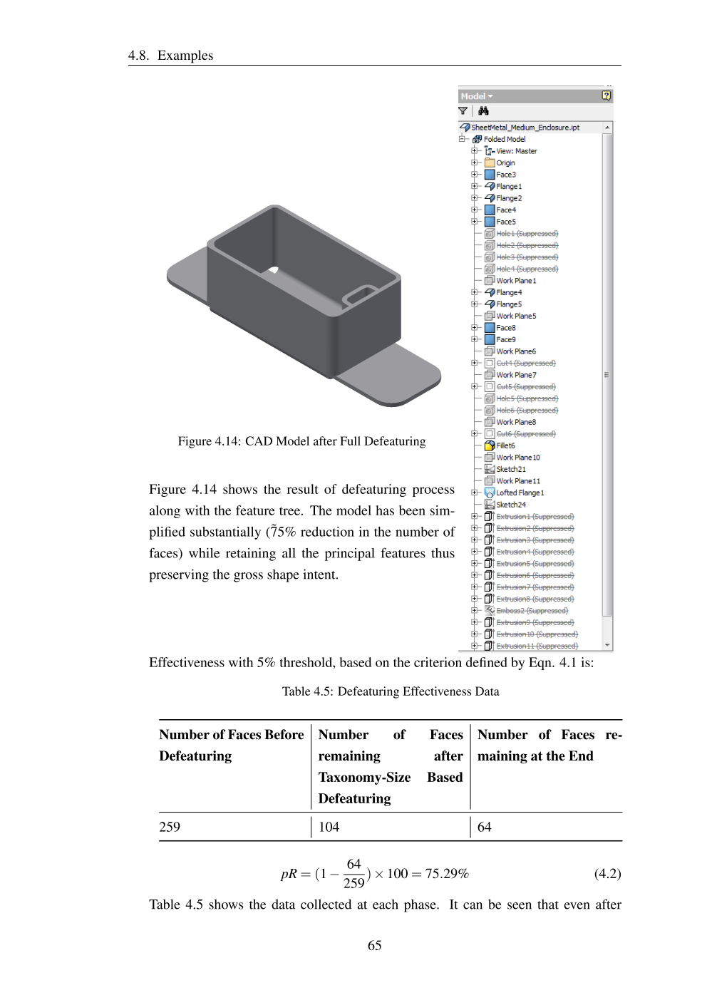 4.8. Examples
Model
SheetMetal_Medium_Enclosure.ipt
Folded Model
View: Master
Origin
Face3
Flange1
Flange2
Face4
Face5
Hole1 (Suppressed)
Hole2 (Suppressed)
Hole3 (Suppressed)
Hole4 (Suppressed)
Work Plane1
Flange4
Flange5
Work Plane5
Face8
Face9
Work Plane6
Cut4 (Suppressed)
Work Plane7
Cut5 (Suppressed)
Hole5 (Suppressed)
Hole6 (Suppressed)
Work Plane8
Cut6 (Suppressed)
Fillet6
Work Plane10
Sketch21
Work Plane11
Lofted Flange1
Sketch24
Extrusion1 (Suppressed)
Extrusion2 (Suppressed)
Extrusion3 (Suppressed)
Extrusion4 (Suppressed)
Extrusion5 (Suppressed)
Extrusion6 (Suppressed)
Extrusion7 (Suppressed)
Extrusion8 (Suppressed)
Emboss2 (Suppressed)
Extrusion9 (Suppressed)
Extrusion10 (Suppressed)
Extrusion11 (Suppressed)
Figure 4.14: CAD Model after Full Defeaturing
Figure 4.14 shows the result of defeaturing process
along with the feature tree. The model has been sim-
plified substantially (7̃5% reduction in the number of
faces) while retaining all the principal features thus
preserving the gross shape intent.
Effectiveness with 5% threshold, based on the criterion defined by Eqn. 4.1 is:
Table 4.5: Defeaturing Effectiveness Data
Number of Faces Before Number of Faces Number of Faces re-
Defeaturing remaining after maining at the End
Taxonomy-Size Based
Defeaturing
259 104 64
pR = (1 − 64/259) × 100 = 75.29% (4.2)
Table 4.5 shows the data collected at each phase. It can be seen that even after
65